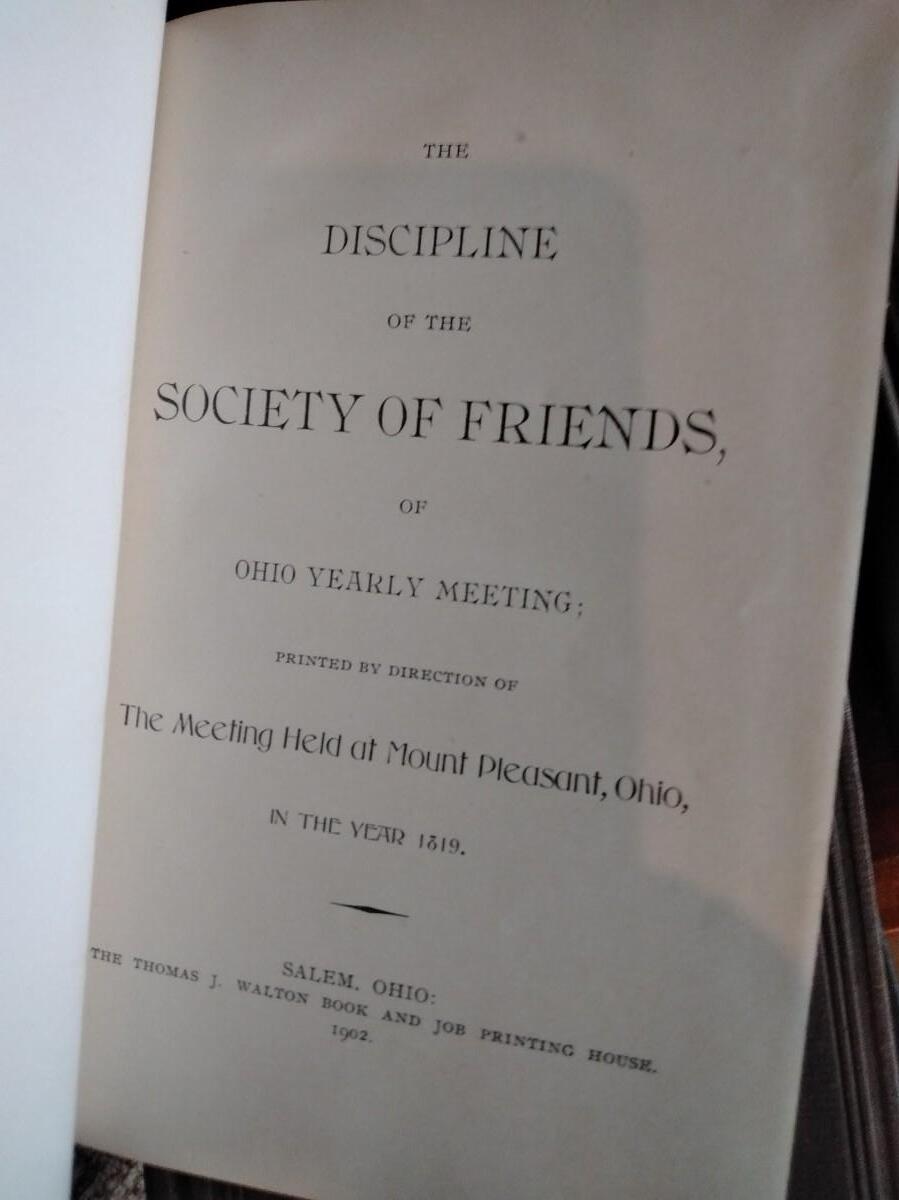 THE
DISCIPLINE
OF THE
SOCIETY OF FRIENDS,
OF
OHIO YEARLY MEETING;
PRINTED BY DIRECTION OF
The Meeting Held at Mount Pleasant, Ohio,
IN THE YEAR 1819.
SALEM, OHIO:
THE THOMAS J. WALTON BOOK AND JOB PRINTING HOUSE.
1902.